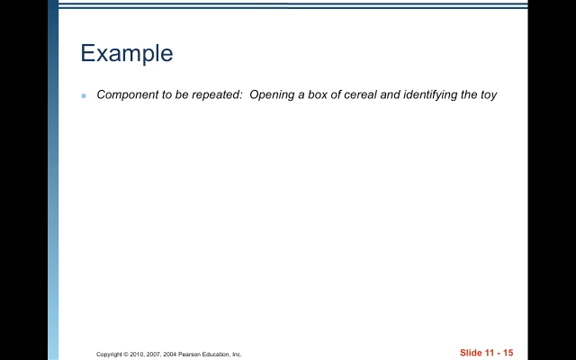 Example
Component to be repeated: Opening a box of cereal and identifying the toy
Copyright © 2010, 2007, 2004 Pearson Education, Inc.
Slide 11 - 15